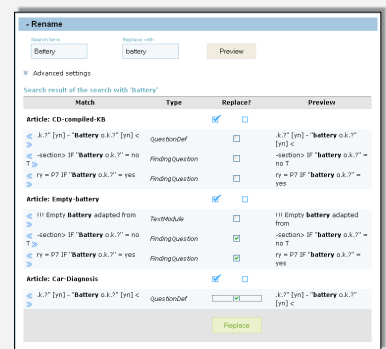 - Rename
Search term Replace with
Battery battery Preview
Advanced settings
Search result of the search with 'Battery'
Match Type Replace? Preview
Article: CD-compiled-KB
.k.?" [yn] - "Battery o.k.?" [yn] < QuestionDef .k.?" [yn] - "battery o.k.?"
[yn] <
-section> IF "Battery o.k.?" = no FindingQuestion -section> IF "battery o.k.?" =
T no T
ry = P7 IF "Battery o.k.?" = yes FindingQuestion ry = P7 IF "battery o.k.?" =
yes
Article: Empty-battery
!!! Empty Battery adapted from TextModule !!! Empty battery adapted
from
-section> IF "Battery o.k.?" = no FindingQuestion -section> IF "battery o.k.?" =
T no T
ry = P7 IF "Battery o.k.?" = yes FindingQuestion ry = P7 IF "battery o.k.?" =
yes
Article: Car-Diagnosis
.k.?" [yn] - "Battery o.k.?" [yn] < QuestionDef .k.?" [yn] - "battery o.k.?"
[yn] <
Replace